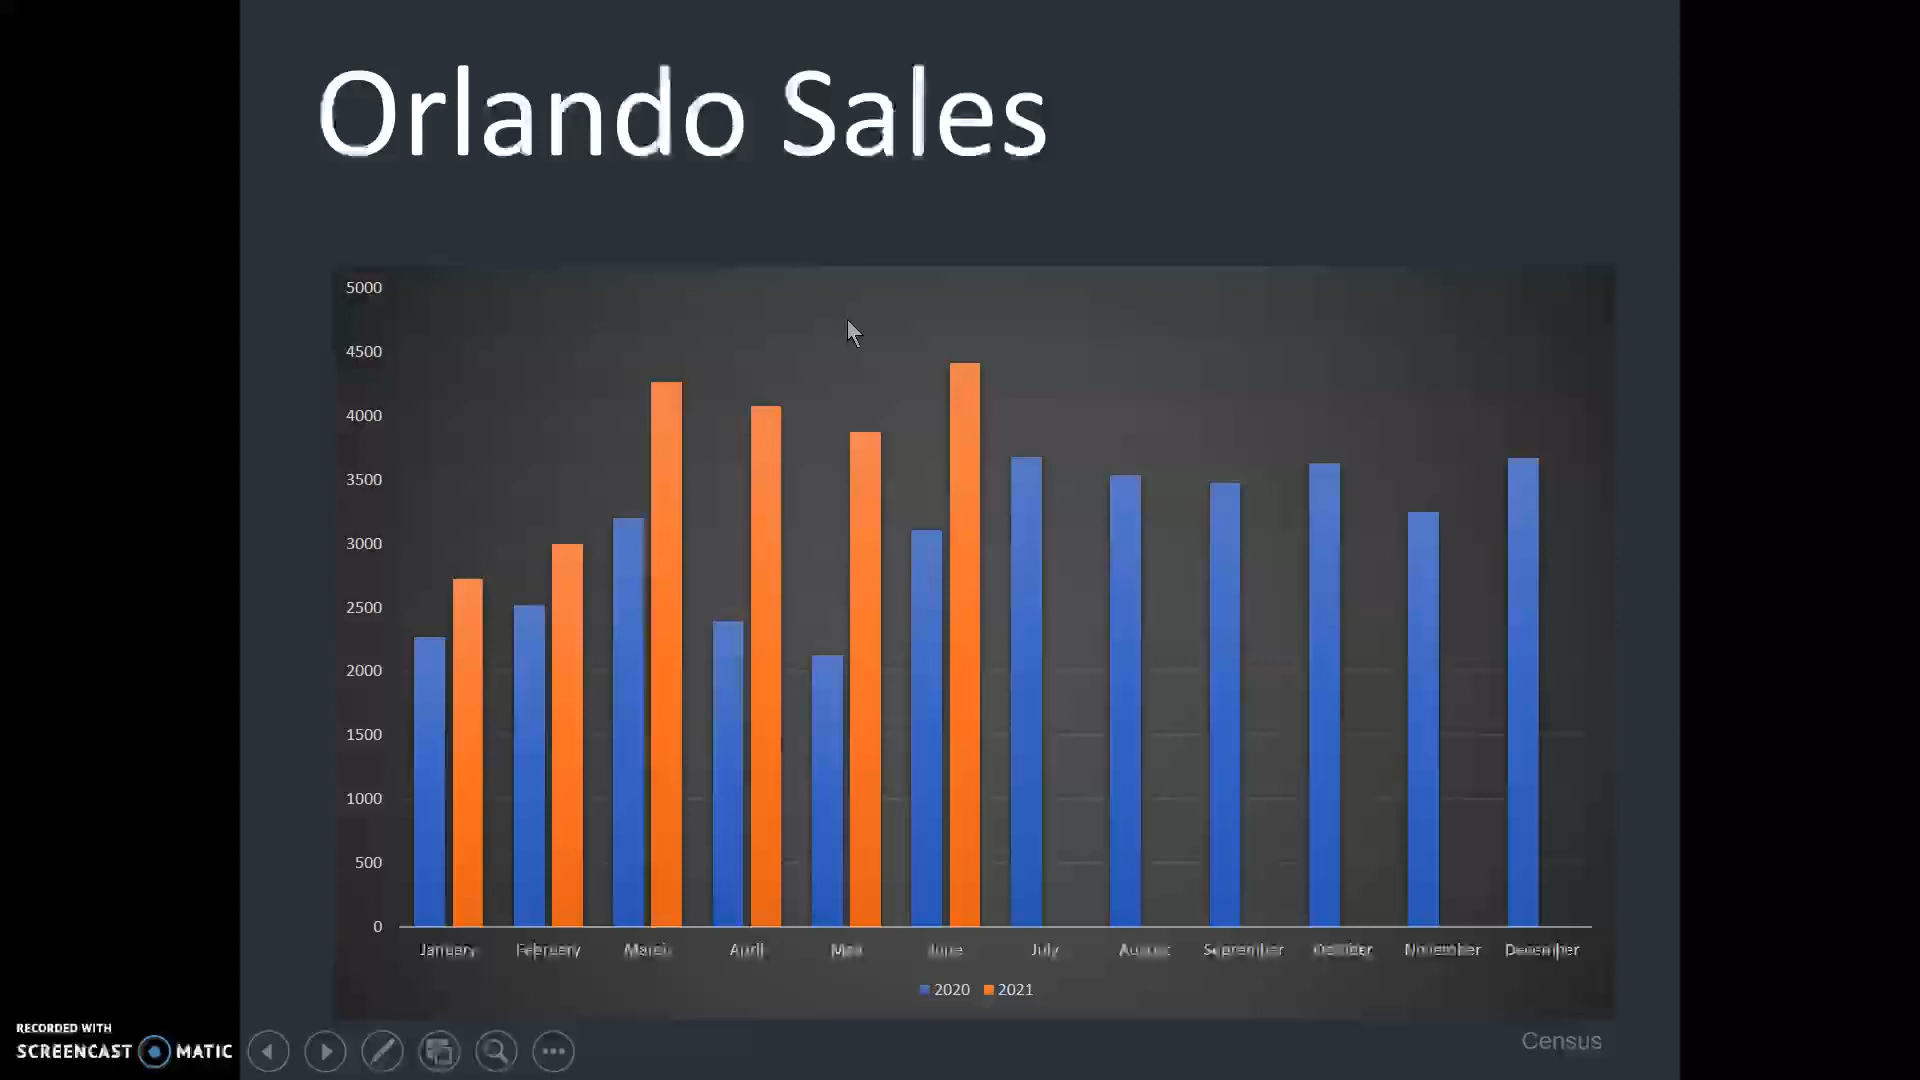 Orlando Sales
5000
4500
4000
3500
3000
2500
2000
1500
1000
500
0
January February March April May June July August September October November December
2020 2021
Census
RECORDED WITH
SCREENCAST MATIC